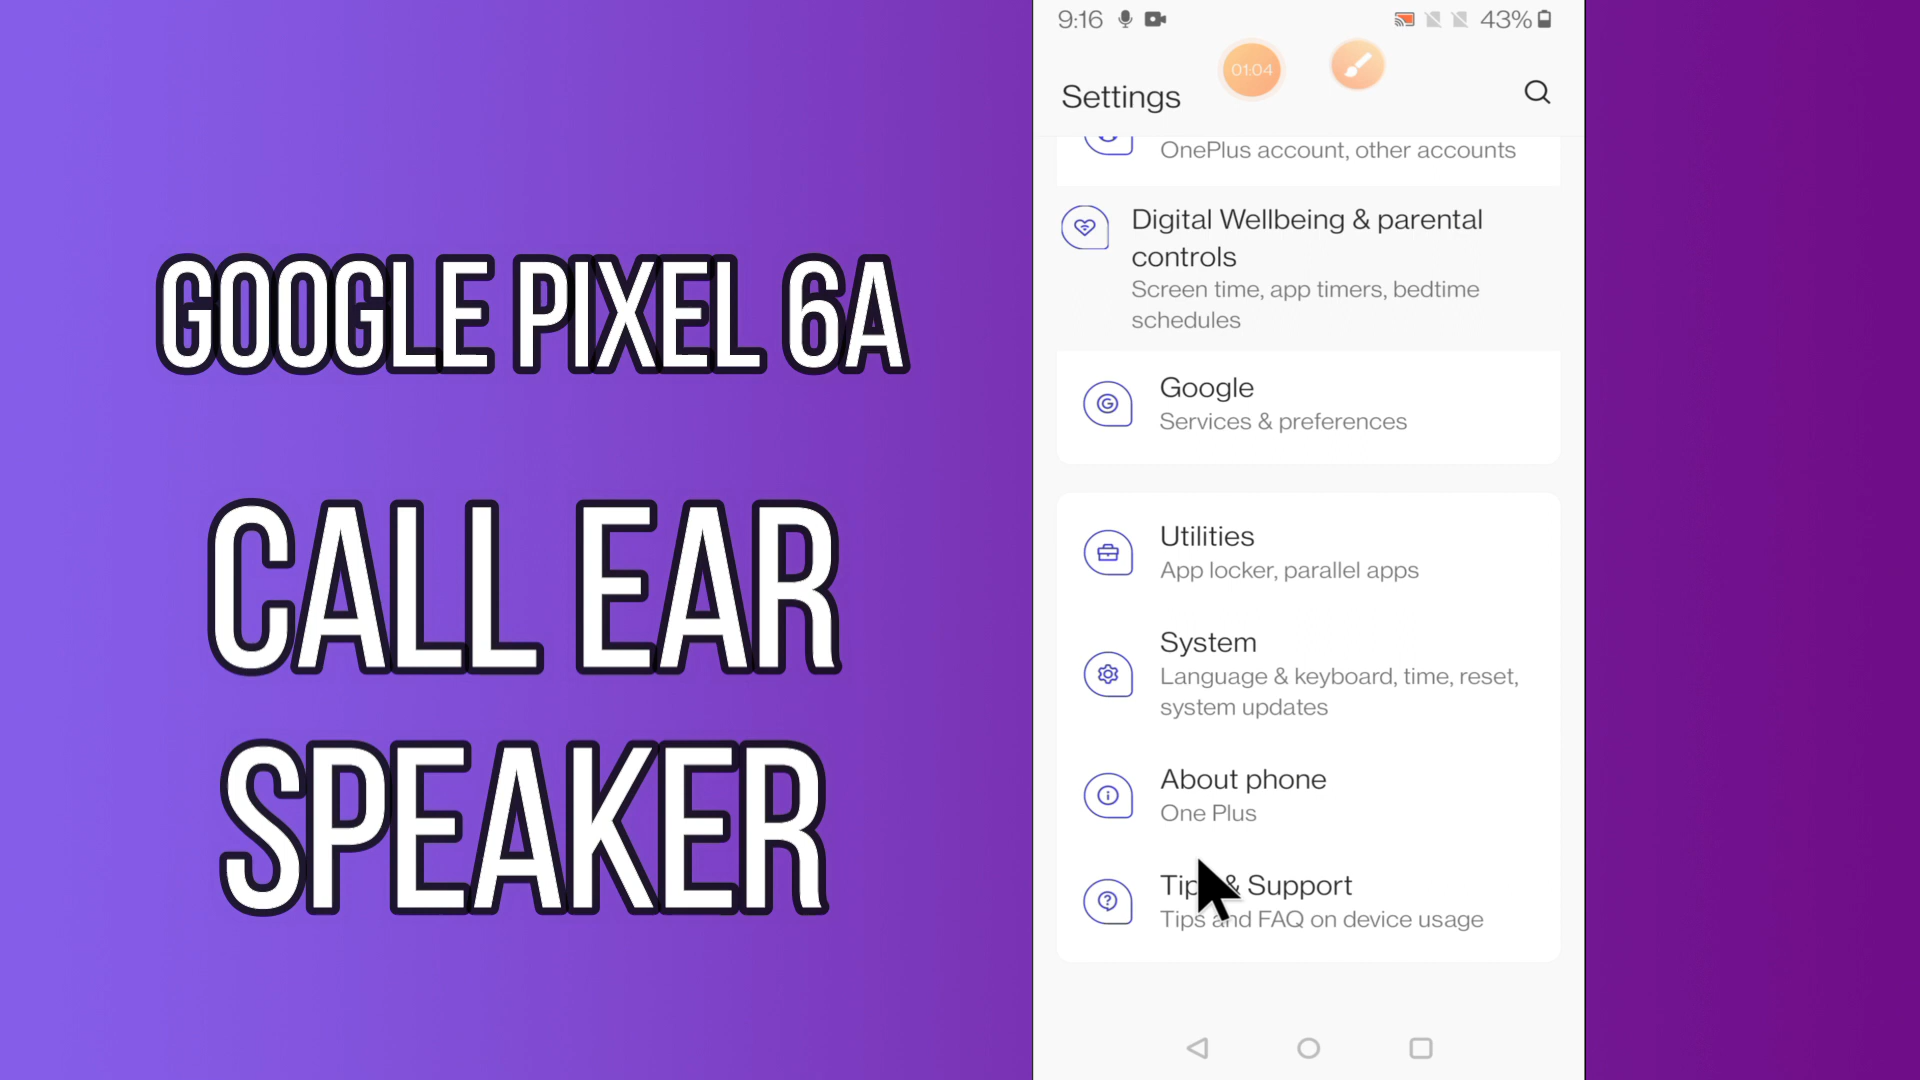 GOOGLE PIXEL 6A
CALL EAR
SPEAKER
9:16
43%
01:04
Settings
OnePlus account, other accounts
Digital Wellbeing & parental
controls
Screen time, app timers, bedtime
schedules
Google
Services & preferences
Utilities
App locker, parallel apps
System
Language & keyboard, time, reset,
system updates
About phone
One Plus
Tips & Support
Tips and FAQ on device usage